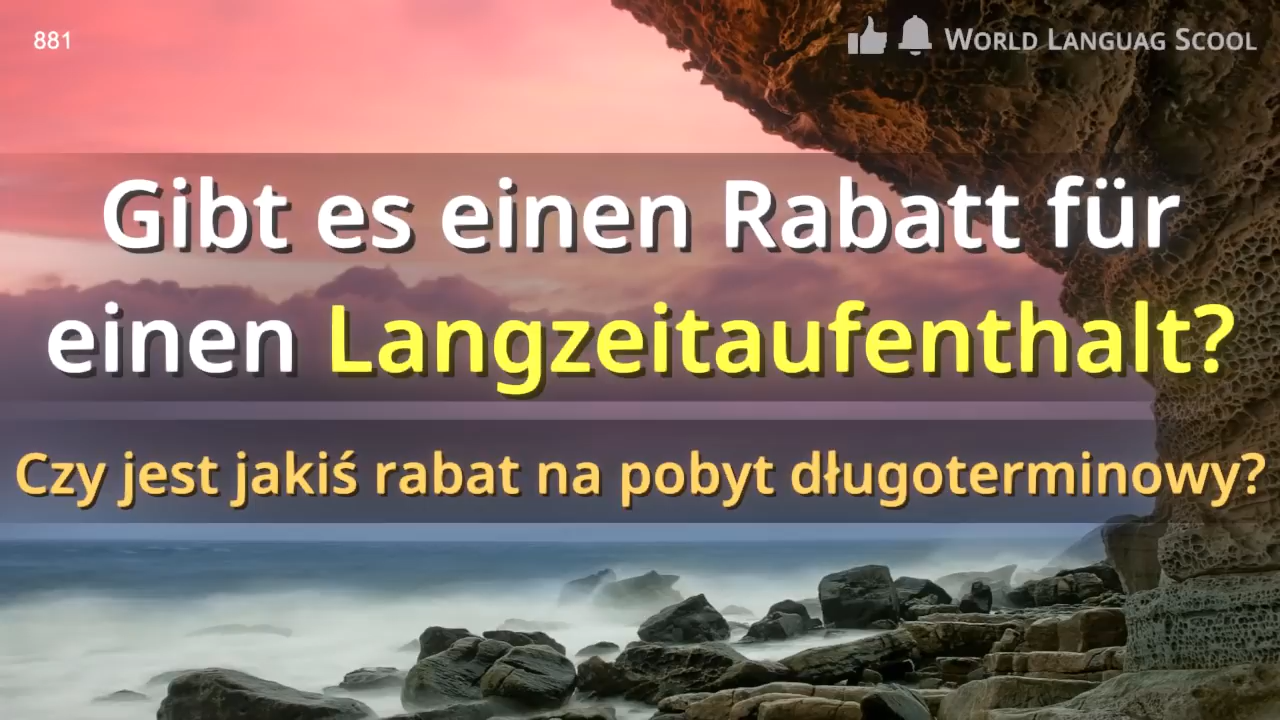 881
WORLD LANGUAG SCOOL
Gibt es einen Rabatt für
einen Langzeitaufenthalt?
Czy jest jakiś rabat na pobyt długoterminowy?